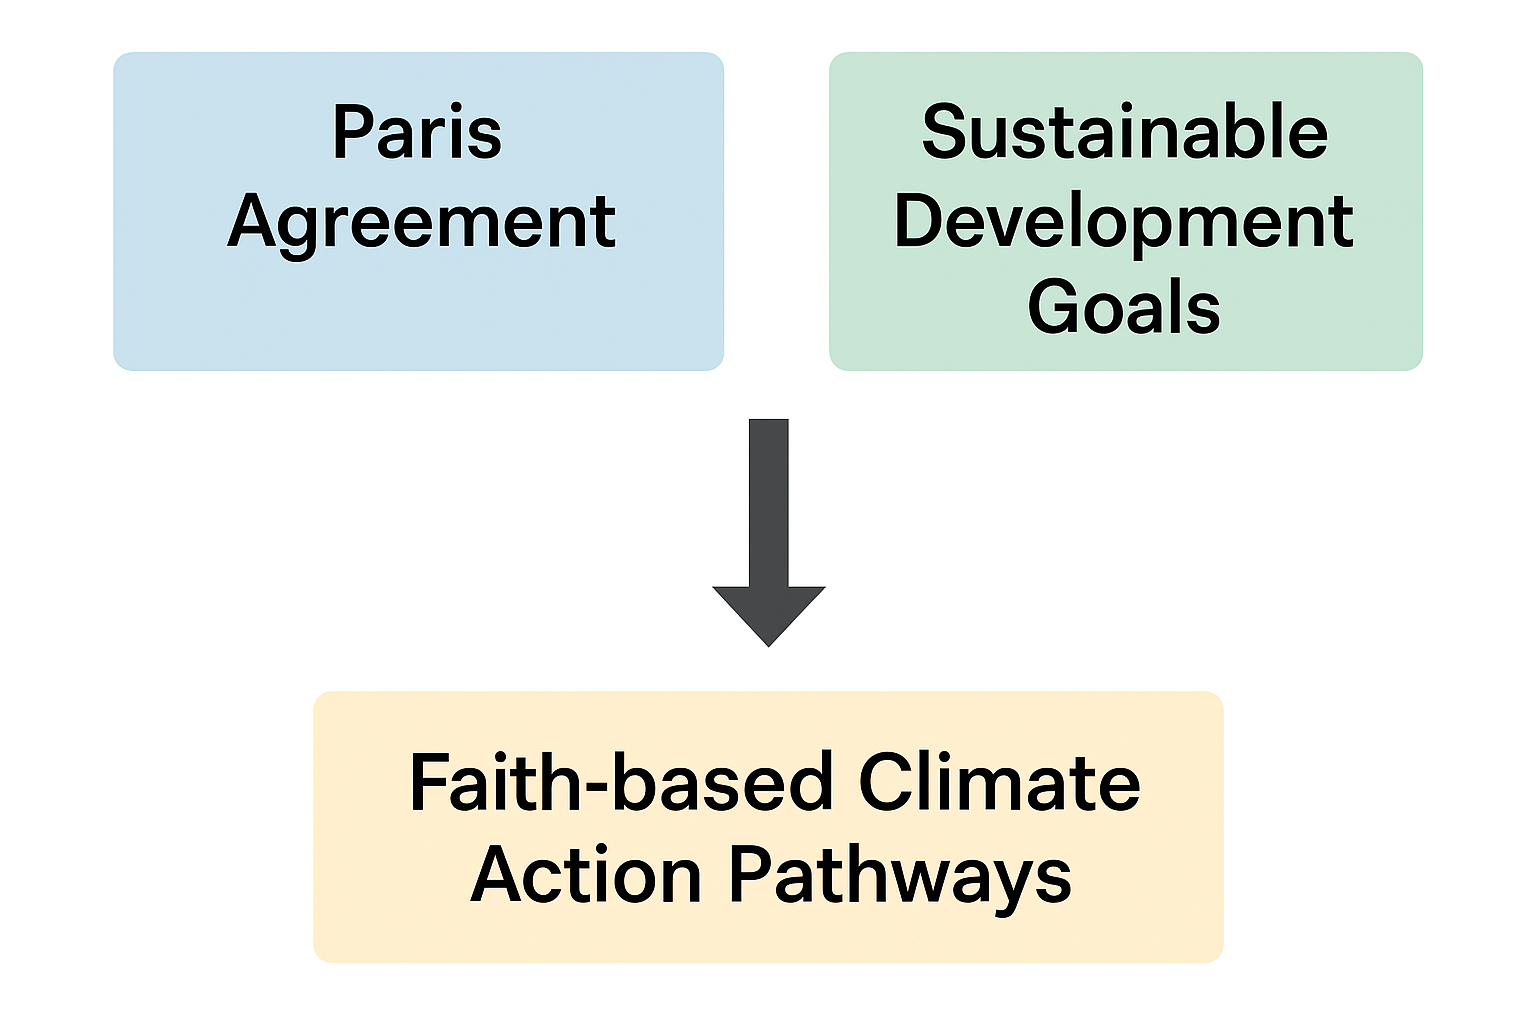 Paris
Agreement
Sustainable
Development
Goals
Faith-based Climate
Action Pathways